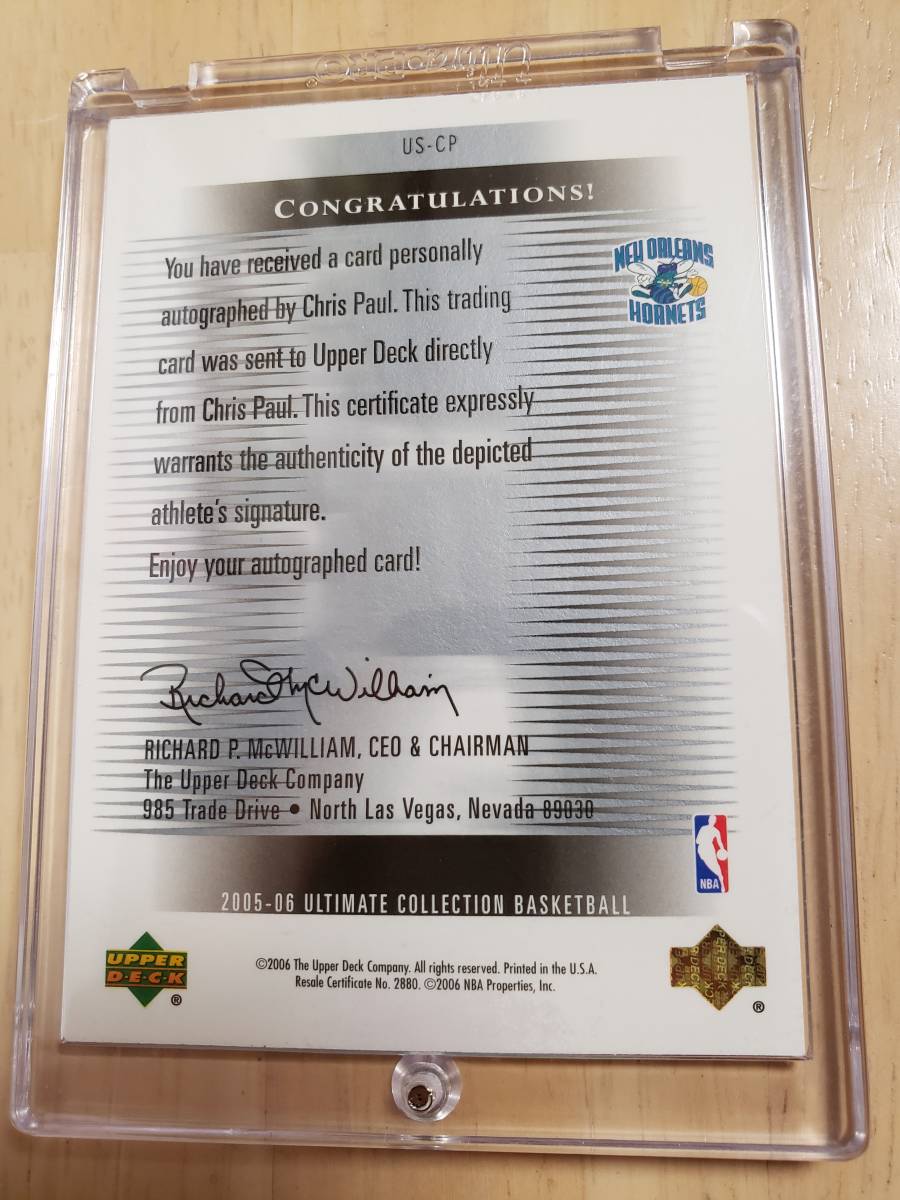 ULTRA PRO
US-CP
CONGRATULATIONS!
NEW ORLEANS
HORNETS
You have received a card personally
autographed by Chris Paul. This trading
card was sent to Upper Deck directly
from Chris Paul. This certificate expressly
warrants the authenticity of the depicted
athlete's signature.
Enjoy your autographed card!
Richard McWilliam
RICHARD P. McWILLIAM, CEO & CHAIRMAN
The Upper Deck Company
985 Trade Drive • North Las Vegas, Nevada 89030
NBA
2005-06 ULTIMATE COLLECTION BASKETBALL
UPPER
D·E·C·K
®
©2006 The Upper Deck Company. All rights reserved. Printed in the U.S.A.
Resale Certificate No. 2880. ©2006 NBA Properties, Inc.
®